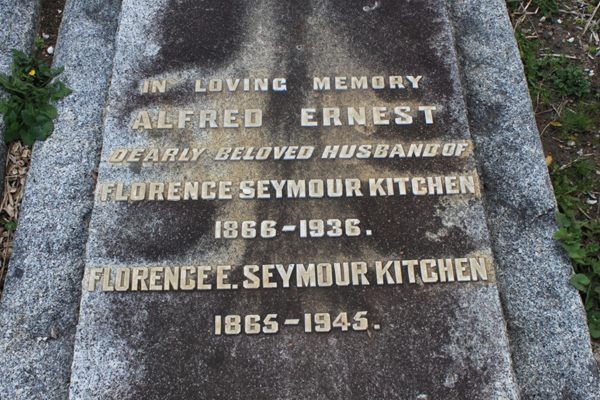 IN LOVING MEMORY
ALFRED ERNEST
DEARLY BELOVED HUSBAND OF
FLORENCE SEYMOUR KITCHEN
1866-1936.
FLORENCE E. SEYMOUR KITCHEN
1865-1945.